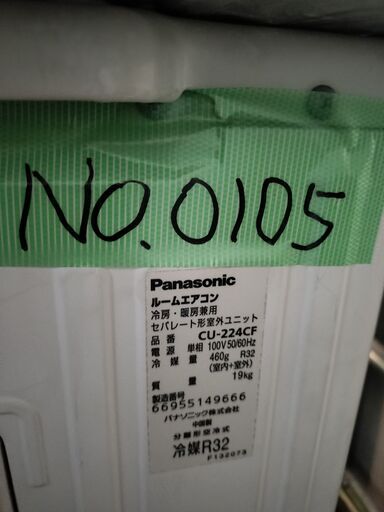 NO.0105
Panasonic
ルームエアコン
冷房・暖房兼用
セパレート形室外ユニット
品番 CU-224CF
電源 単相 100V 50/60Hz
冷媒量 460g R32
(室内+室外)
質量 19kg
製造番号
66955149666
パナソニック株式会社
中国製
分離形空冷式
冷媒R32
F132073